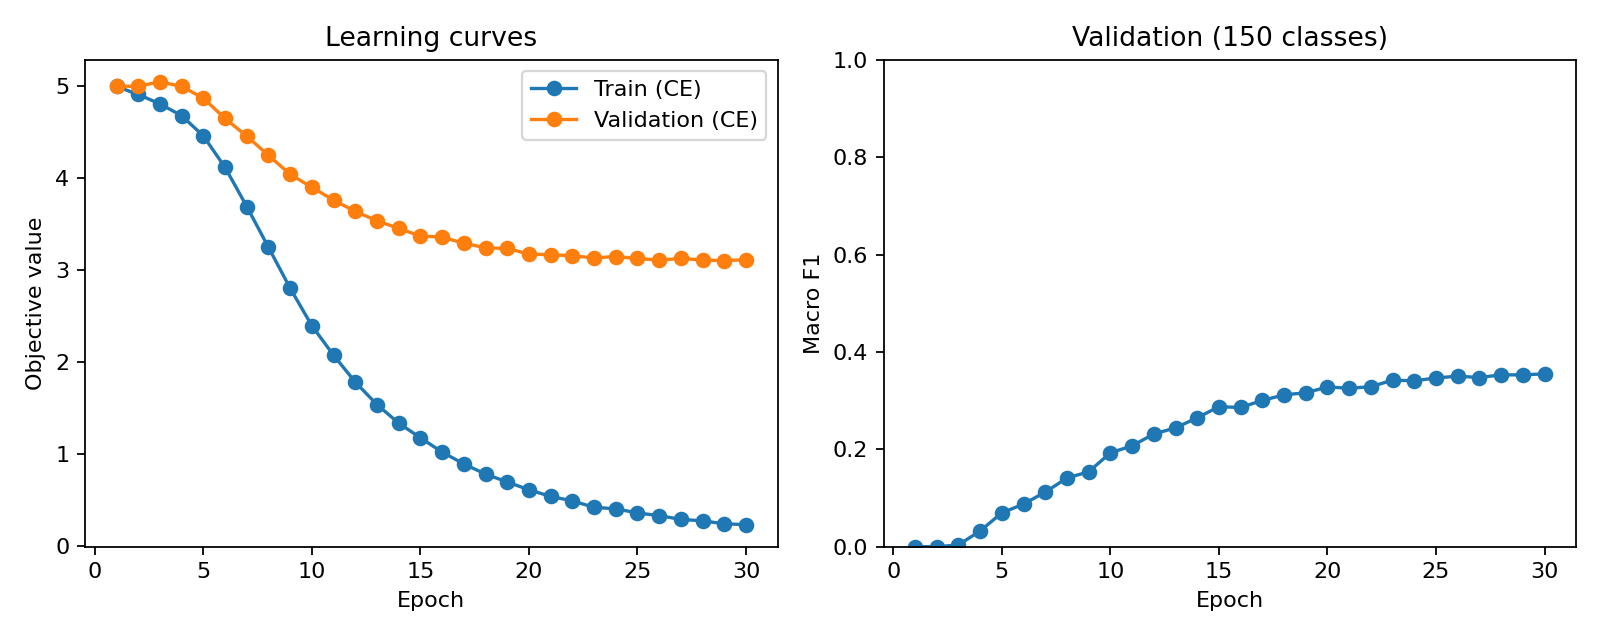 Learning curves
Train (CE)
Validation (CE)
Objective value
5
4
3
2
1
0
0 5 10 15 20 25 30
Epoch
Validation (150 classes)
Macro F1
1.0
0.8
0.6
0.4
0.2
0.0
0 5 10 15 20 25 30
Epoch